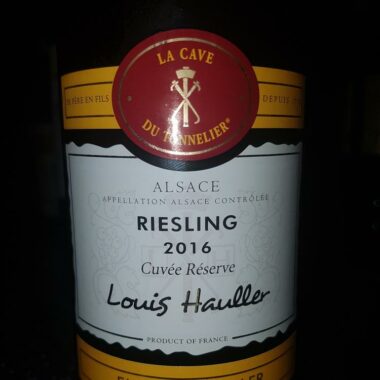 LA CAVE
DU TONNELIER®
DE PÈRE EN FILS
DEPUIS
ALSACE
APPELLATION ALSACE CONTRÔLÉE
RIESLING
2016
Cuvée Réserve
Louis Hauller
PRODUCT OF FRANCE